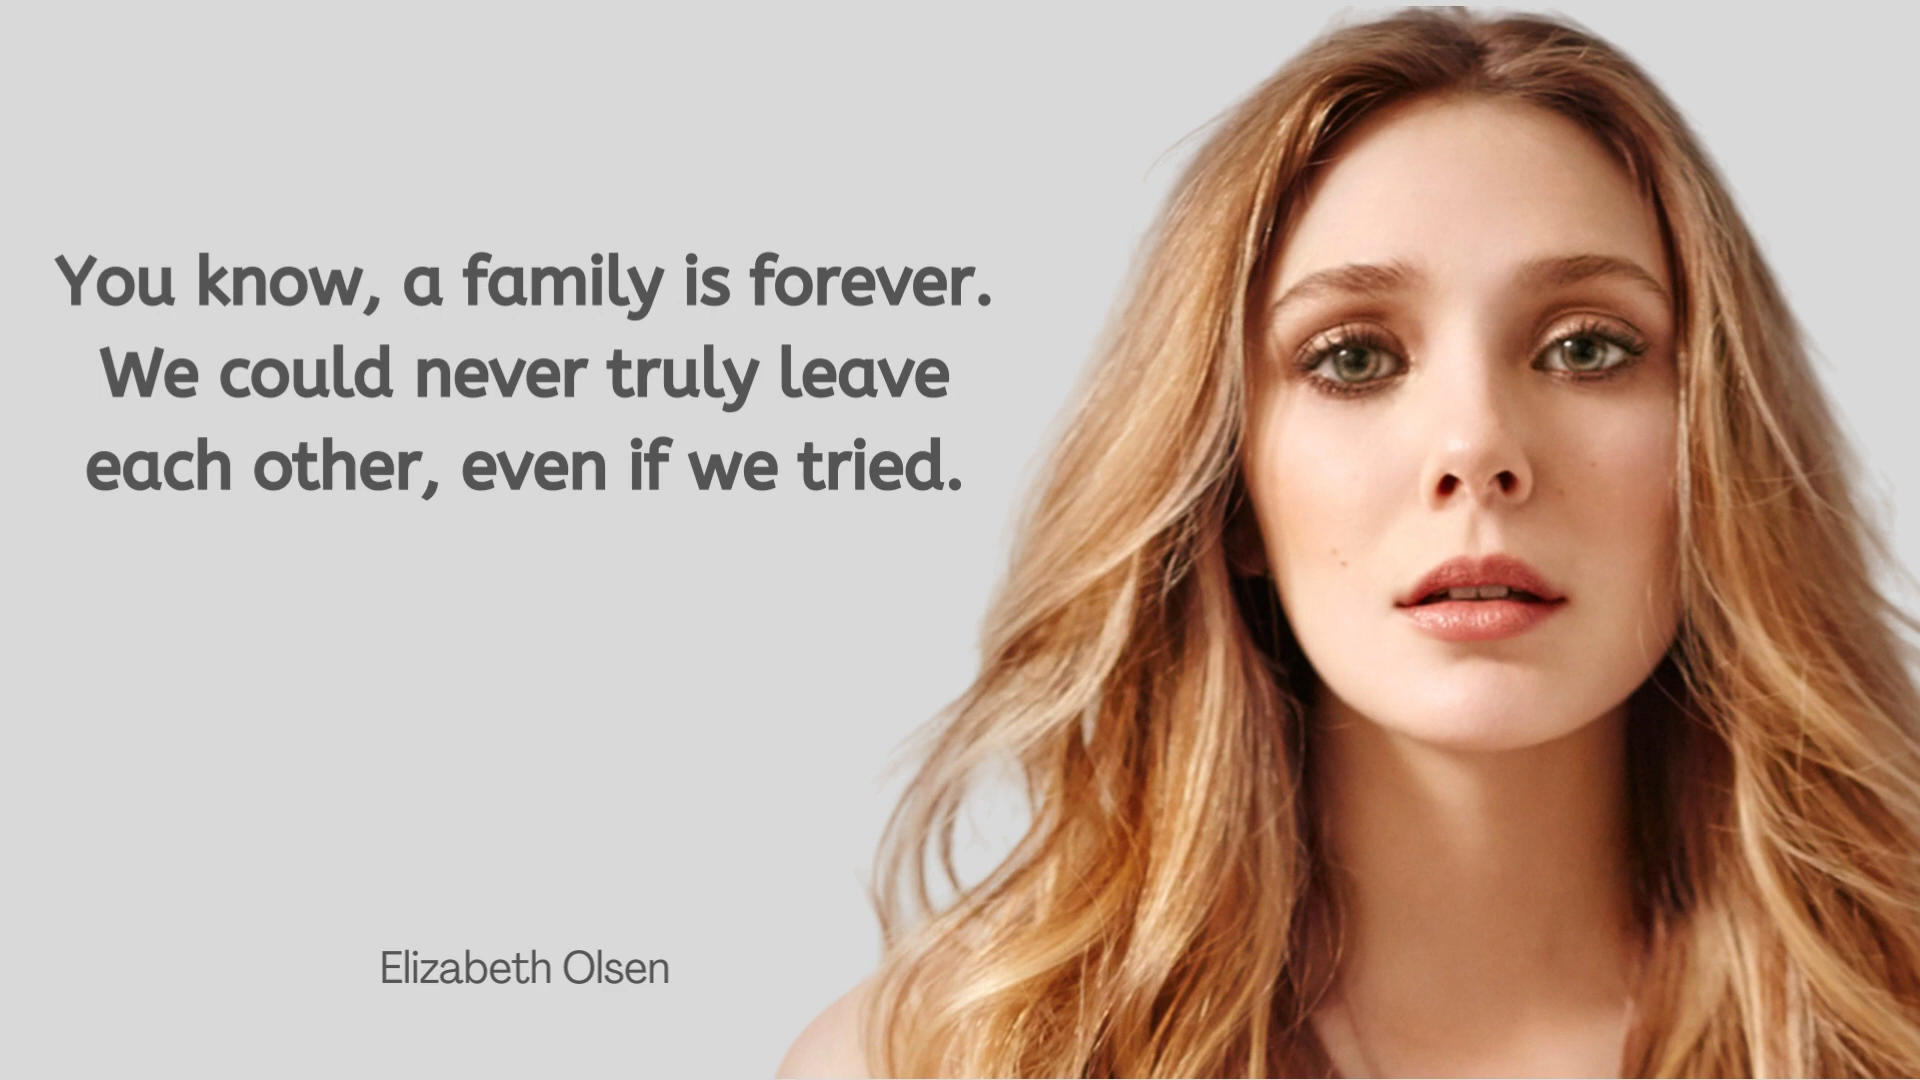 You know, a family is forever.
We could never truly leave
each other, even if we tried.
Elizabeth Olsen